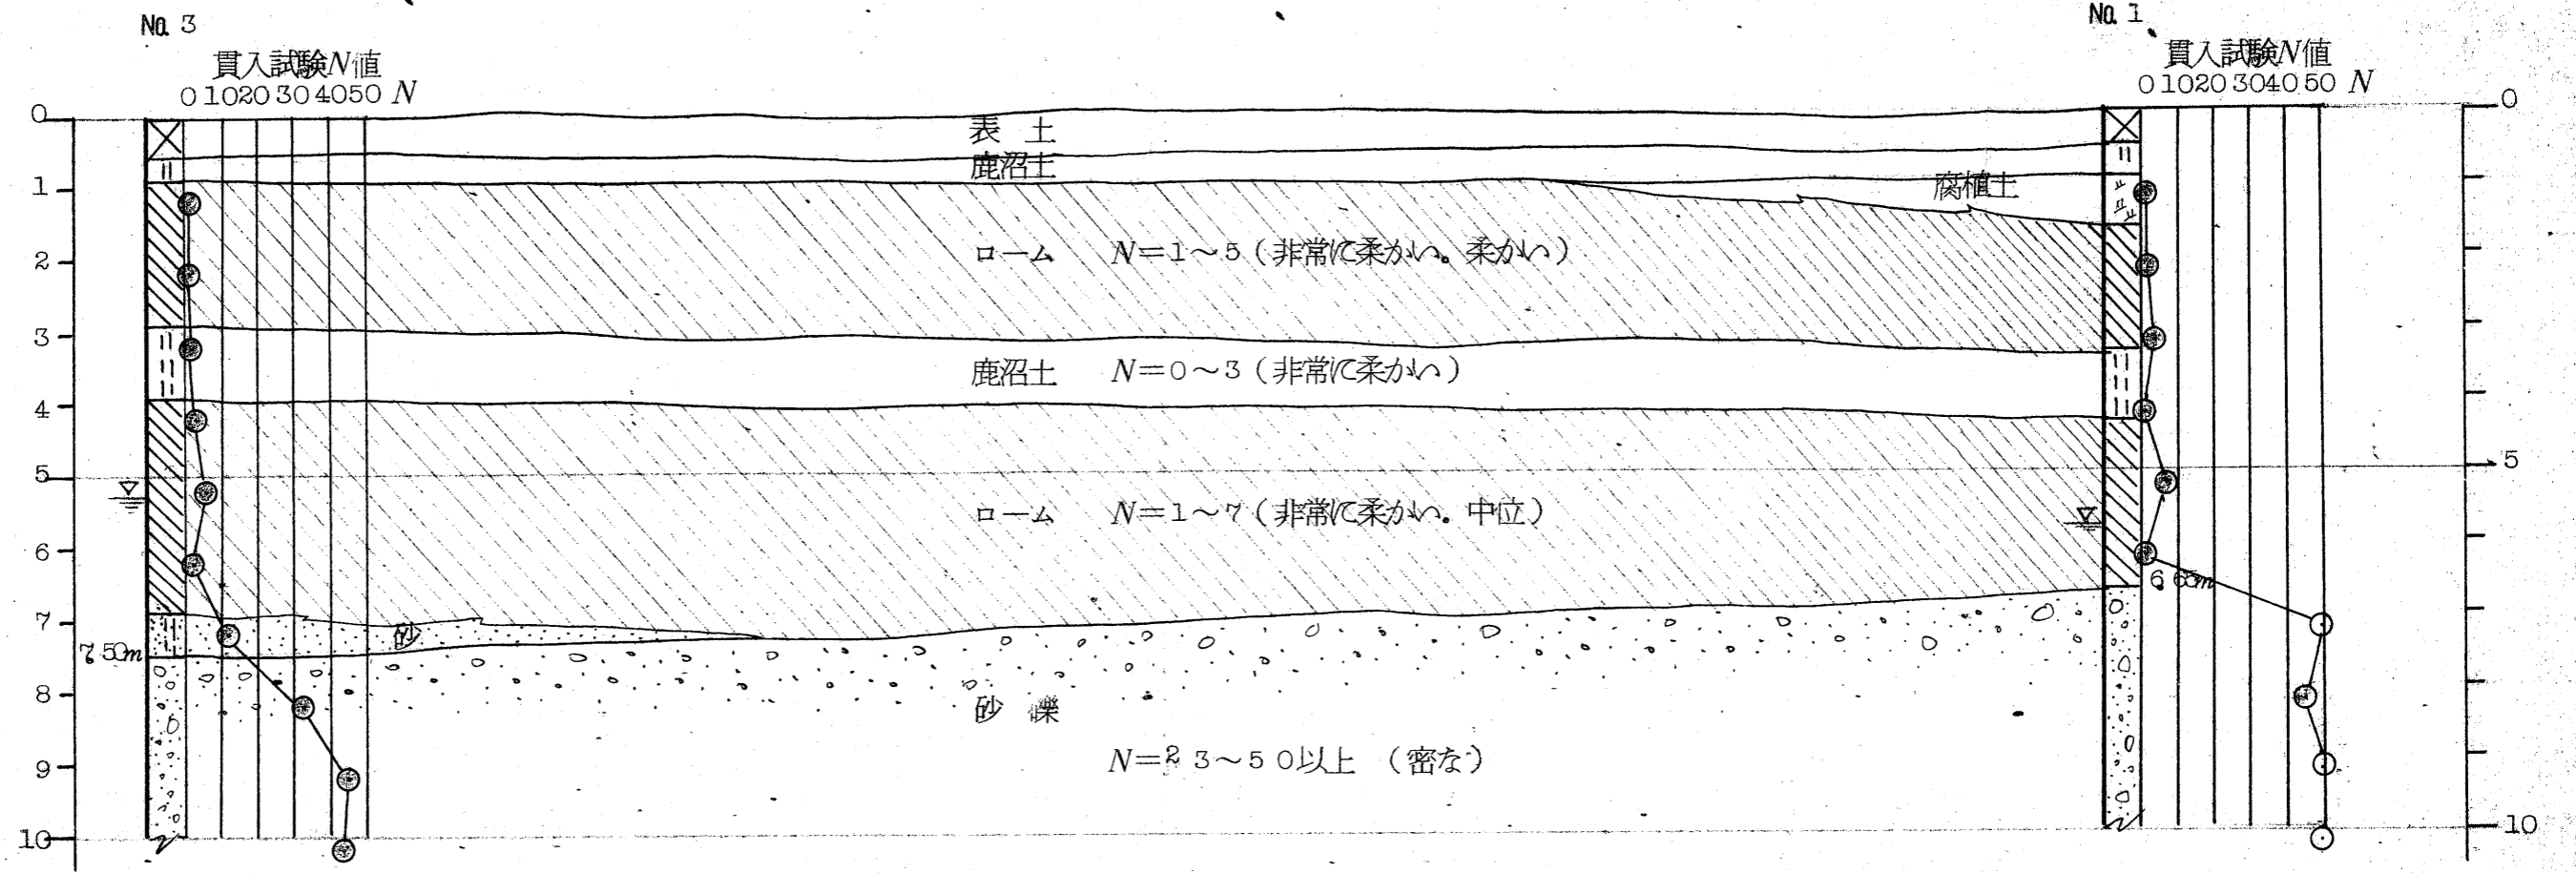 No. 3
No. 1
貫入試験N値
0 10 20 30 40 50 N
貫入試験N値
0 10 20 30 40 50 N
0
0
表 土
鹿沼土
1
腐植土
2
ローム N=1~5(非常に柔かい。柔かい)
3
鹿沼土 N=0~3(非常に柔かい)
4
5
5
ローム N=1~7(非常に柔かい。中位)
6
6.65m
7
砂
7.50m
8
砂 礫
9
N=23~50以上 (密な)
10
10